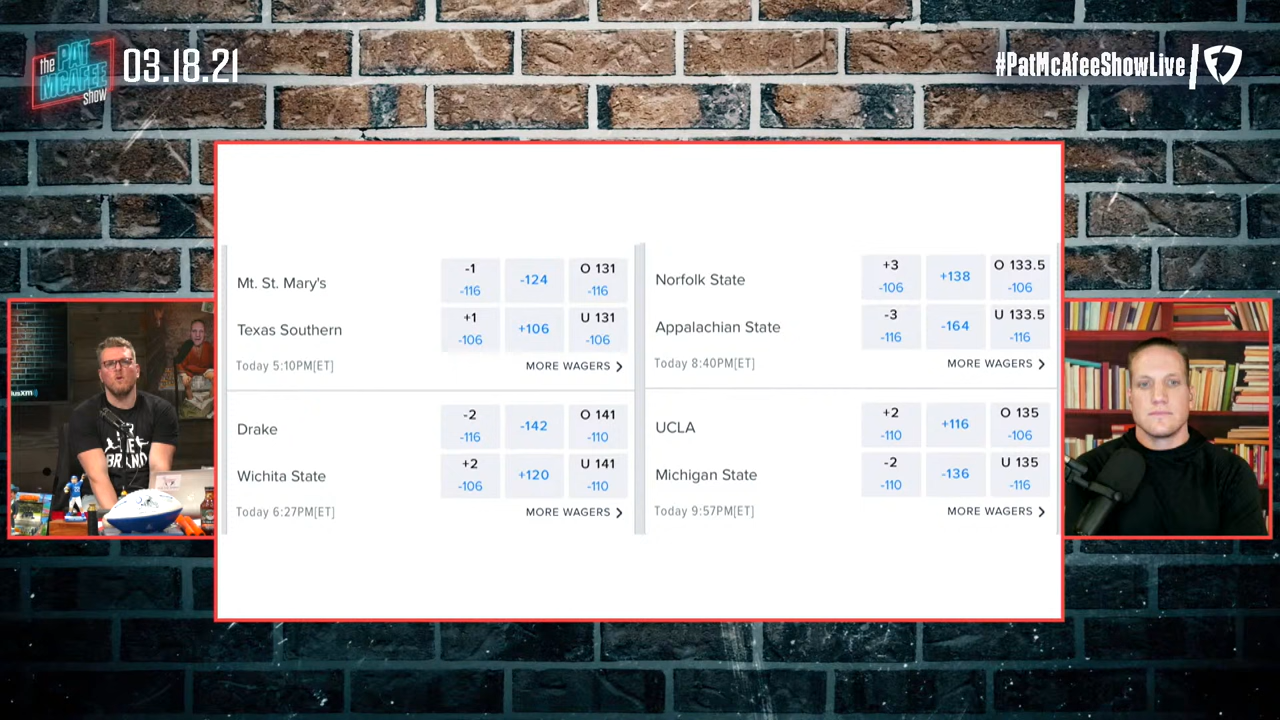 the PAT MCAFEE show
03.18.21
#PatMcAfeeShowLive
Mt. St. Mary's -1 -116 -124 O 131 -116
Texas Southern +1 -106 +106 U 131 -106
Today 5:10PM[ET] MORE WAGERS
Drake -2 -116 -142 O 141 -110
Wichita State +2 -106 +120 U 141 -110
Today 6:27PM[ET] MORE WAGERS
Norfolk State +3 -106 +138 O 133.5 -106
Appalachian State -3 -116 -164 U 133.5 -116
Today 8:40PM[ET] MORE WAGERS
UCLA +2 -110 +116 O 135 -106
Michigan State -2 -110 -136 U 135 -116
Today 9:57PM[ET] MORE WAGERS
iusxm
BRAND